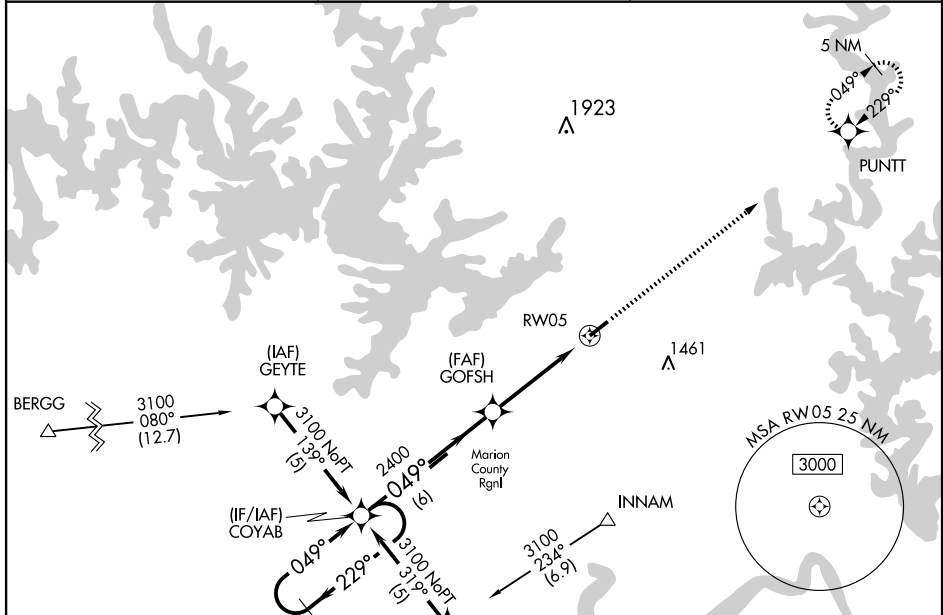 5 NM
049°
229°
PUNTT
1923
RW05
1461
(IAF)
GEYTE
(FAF)
GOFSH
BERGG
3100
080°
(12.7)
3100 NoPT
139°
(5)
2400
049°
(6)
Marion
County
Rgnl
MSA RW05 25 NM
3000
(IF/IAF)
COYAB
INNAM
3100
234°
(6.9)
049°
229°
3100 NoPT
319°
(5)